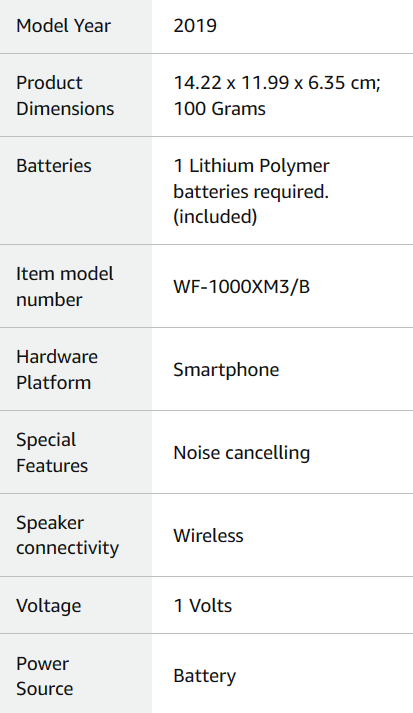 Model Year 2019
Product 14.22 x 11.99 x 6.35 cm;
Dimensions 100 Grams
Batteries 1 Lithium Polymer
batteries required.
(included)
Item model
number
WF-1000XM3/B
Hardware
Platform
Smartphone
Special
Features
Noise cancelling
Speaker
connectivity
Wireless
Voltage 1 Volts
Power
Source
Battery